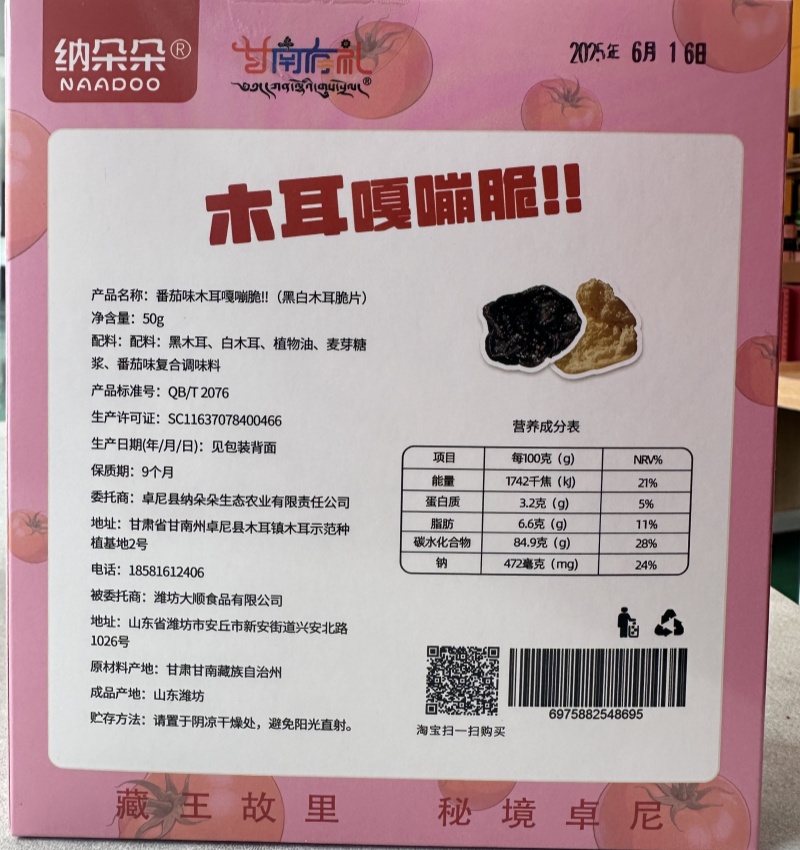 纳朵朵®
NAADOO
甘南有礼
®
2025年 6月 16日
木耳嘎嘣脆!!
产品名称：番茄味木耳嘎嘣脆!!（黑白木耳脆片）
净含量：50g
配料：配料：黑木耳、白木耳、植物油、麦芽糖
浆、番茄味复合调味料
产品标准号：QB/T 2076
生产许可证：SC11637078400466
生产日期(年/月/日)：见包装背面
保质期：9个月
委托商：卓尼县纳朵朵生态农业有限责任公司
地址：甘肃省甘南州卓尼县木耳镇木耳示范种
植基地2号
电话：18581612406
被委托商：潍坊大顺食品有限公司
地址：山东省潍坊市安丘市新安街道兴安北路
1026号
原材料产地：甘肃甘南藏族自治州
成品产地：山东潍坊
贮存方法：请置于阴凉干燥处，避免阳光直射。
营养成分表
项目 每100克（g） NRV%
能量 1742千焦（kJ） 21%
蛋白质 3.2克（g） 5%
脂肪 6.6克（g） 11%
碳水化合物 84.9克（g） 28%
钠 472毫克（mg） 24%
淘宝扫一扫购买
6975882548695
藏王故里 秘境卓尼